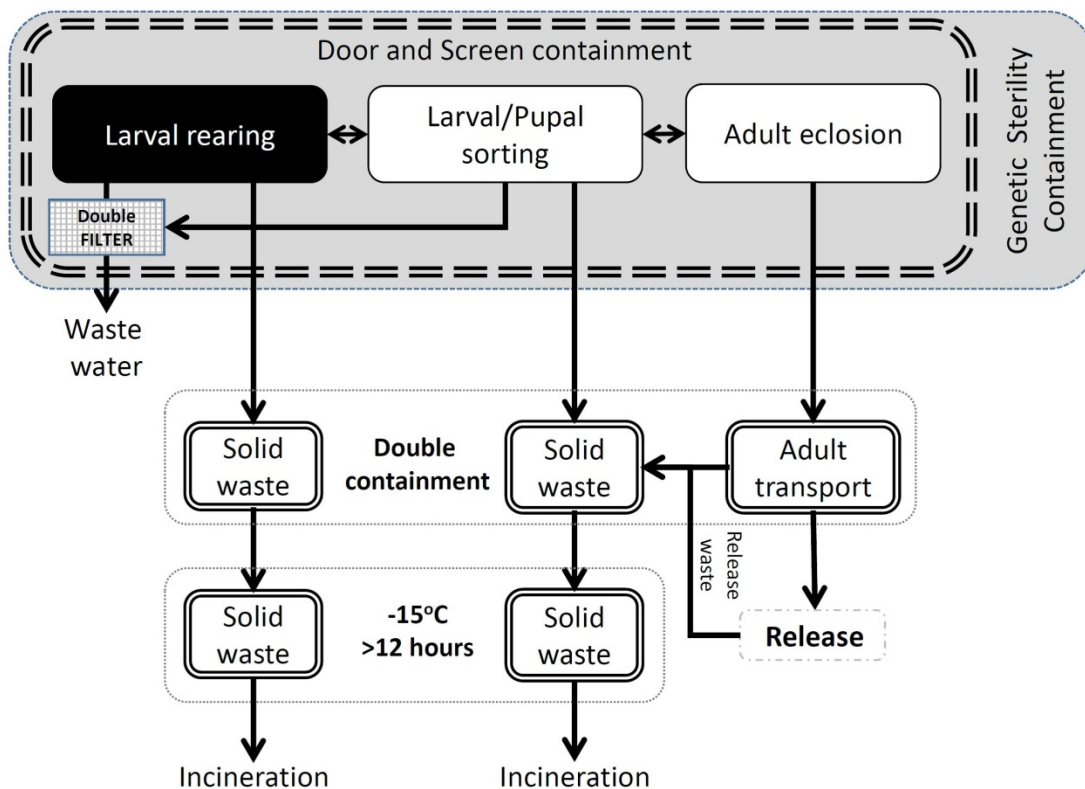 Door and Screen containment
Genetic Sterility
Containment
Larval rearing
Larval/Pupal
sorting
Adult eclosion
Double
FILTER
Waste
water
Solid
waste
Double
containment
Solid
waste
Adult
transport
Release
waste
Solid
waste
-15°C
>12 hours
Solid
waste
Release
Incineration
Incineration